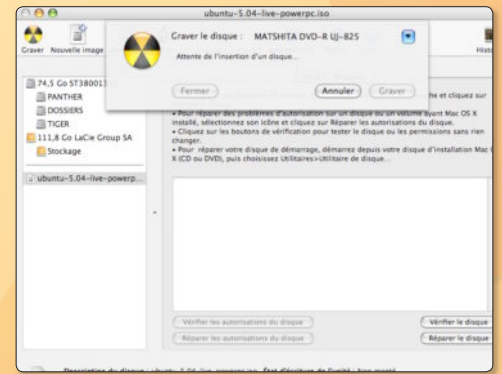 ubuntu-5.04-live-powerpc.iso
Graver
Nouvelle image
Graver le disque : MATSHITA DVD-R UJ-825
Attente de l'insertion d'un disque...
Fermer
Annuler
Graver
74,5 Go
PANTHER
DOSSIERS
TIGER
111,8 Go LaCie Group SA
Stockage
ubuntu-5.04-live-powerp...
et cliquez sur
• Pour réparer des problèmes d'autorisation sur un disque ou un volume ayant Mac OS X
installé, sélectionnez son icône et cliquez sur Réparer les autorisations du disque.
• Cliquez sur les boutons de vérification pour tester le disque ou les permissions sans rien
changer.
• Pour réparer votre disque de démarrage, démarrez depuis votre disque d'installation Mac
X (CD ou DVD), puis choisissez Utilitaires>Utilitaire de disque...
Vérifier les autorisations du disque
Vérifier le disque
Réparer les autorisations du disque
Réparer le disque